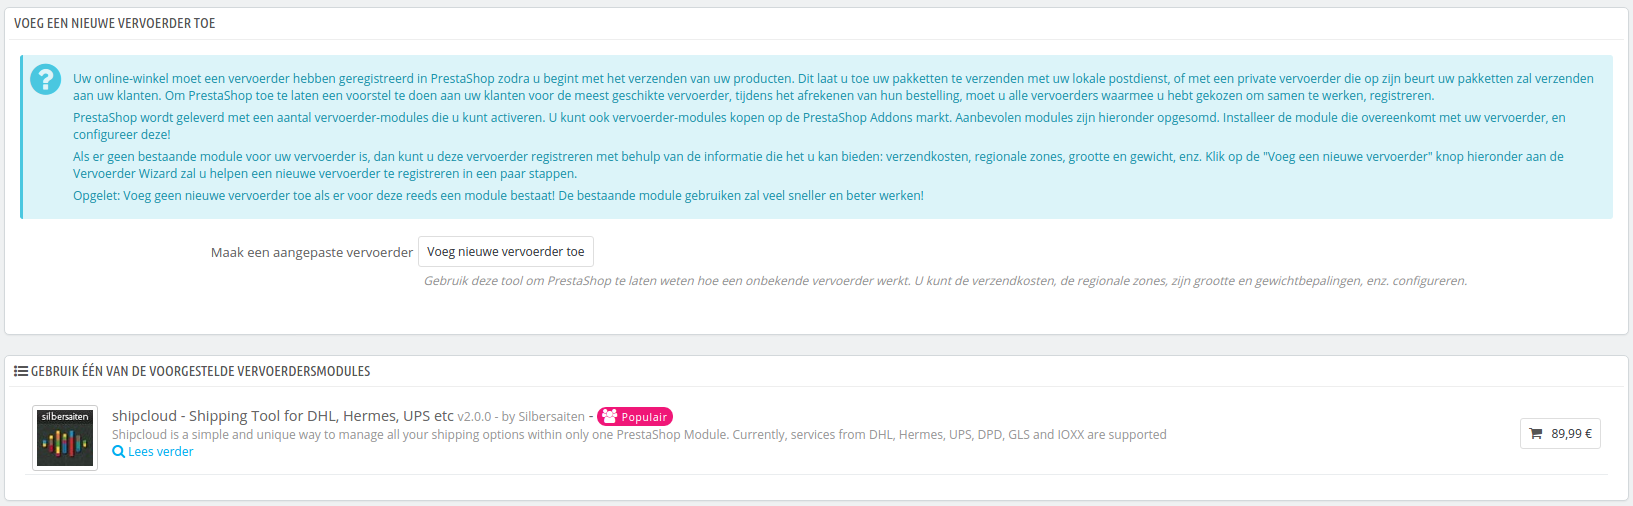 VOEG EEN NIEUWE VERVOERDER TOE
Uw online-winkel moet een vervoerder hebben geregistreerd in PrestaShop zodra u begint met het verzenden van uw producten. Dit laat u toe uw pakketten te verzenden met uw lokale postdienst, of met een private vervoerder die op zijn beurt uw pakketten zal verzenden
aan uw klanten. Om PrestaShop toe te laten een voorstel te doen aan uw klanten voor de meest geschikte vervoerder, tijdens het afrekenen van hun bestelling, moet u alle vervoerders waarmee u hebt gekozen om samen te werken, registreren.
PrestaShop wordt geleverd met een aantal vervoerder-modules die u kunt activeren. U kunt ook vervoerder-modules kopen op de PrestaShop Addons markt. Aanbevolen modules zijn hieronder opgesomd. Installeer de module die overeenkomt met uw vervoerder, en
configureer deze!
Als er geen bestaande module voor uw vervoerder is, dan kunt u deze vervoerder registreren met behulp van de informatie die het u kan bieden: verzendkosten, regionale zones, grootte en gewicht, enz. Klik op de "Voeg een nieuwe vervoerder" knop hieronder aan de
Vervoerder Wizard zal u helpen een nieuwe vervoerder te registreren in een paar stappen.
Opgelet: Voeg geen nieuwe vervoerder toe als er voor deze reeds een module bestaat! De bestaande module gebruiken zal veel sneller en beter werken!
Maak een aangepaste vervoerder Voeg nieuwe vervoerder toe
Gebruik deze tool om PrestaShop te laten weten hoe een onbekende vervoerder werkt. U kunt de verzendkosten, de regionale zones, zijn grootte en gewichtbepalingen, enz. configureren.
GEBRUIK ÉÉN VAN DE VOORGESTELDE VERVOERDERSMODULES
silbersaiten
shipcloud - Shipping Tool for DHL, Hermes, UPS etc v2.0.0 - by Silbersaiten - Populair
Shipcloud is a simple and unique way to manage all your shipping options within only one PrestaShop Module. Currently, services from DHL, Hermes, UPS, DPD, GLS and IOXX are supported
Lees verder
89,99 €